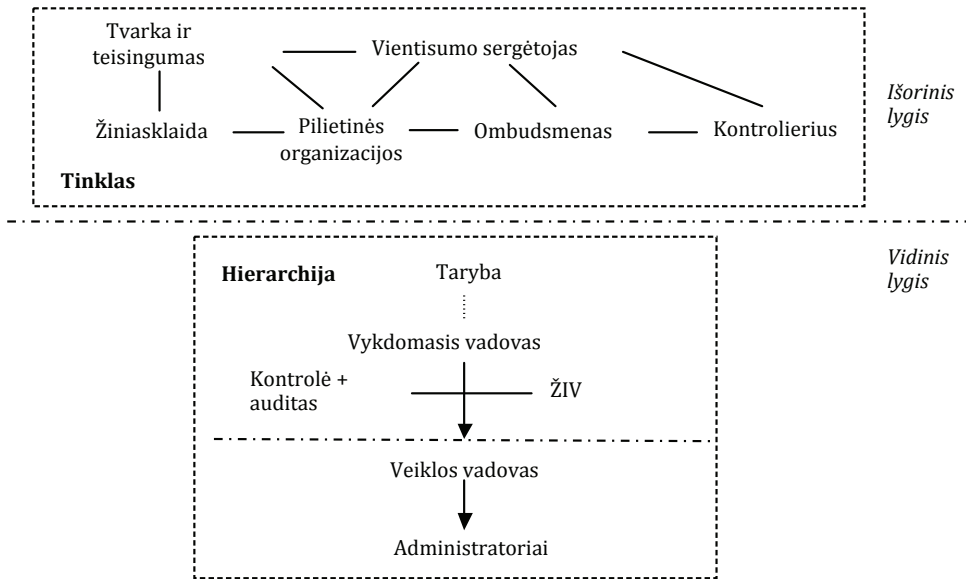 Tvarka ir
teisingumas
Vientisumo sergėtojas
Išorinis
lygis
Žiniasklaida
Pilietinės
organizacijos
Ombudsmenas
Kontrolierius
Tinklas
Vidinis
lygis
Hierarchija
Taryba
Vykdomasis vadovas
Kontrolė +
auditas
ŽIV
Veiklos vadovas
Administratoriai